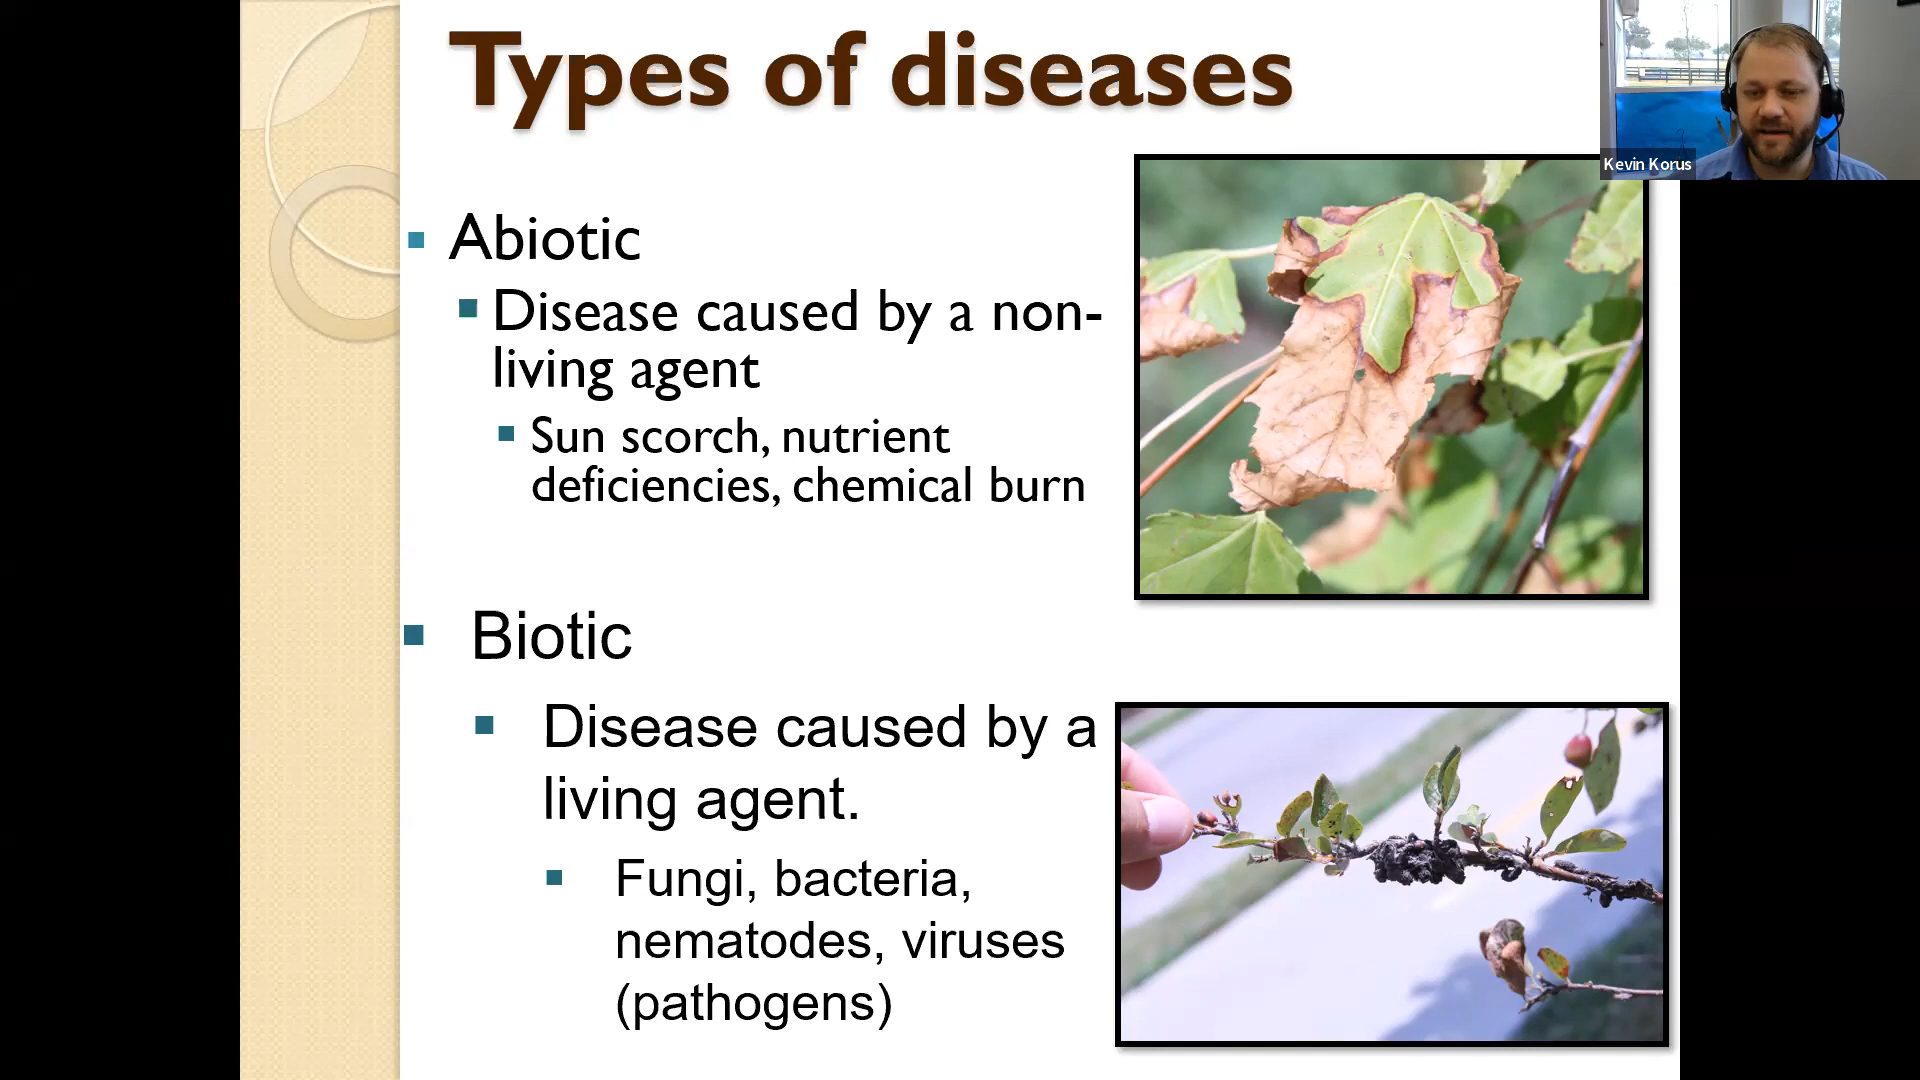 Types of diseases
Kevin Korus
Abiotic
Disease caused by a non-
living agent
Sun scorch, nutrient
deficiencies, chemical burn
Biotic
Disease caused by a
living agent.
Fungi, bacteria,
nematodes, viruses
(pathogens)